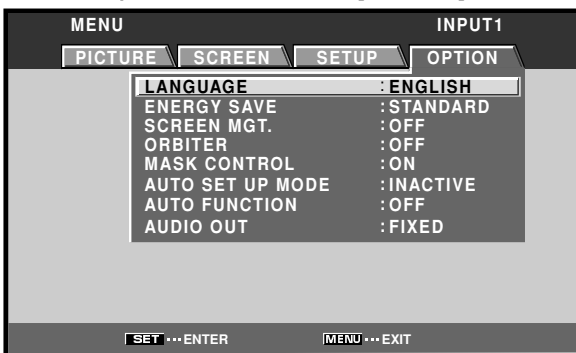 MENU INPUT1
PICTURE SCREEN SETUP OPTION
LANGUAGE :ENGLISH
ENERGY SAVE :STANDARD
SCREEN MGT. :OFF
ORBITER :OFF
MASK CONTROL :ON
AUTO SET UP MODE :INACTIVE
AUTO FUNCTION :OFF
AUDIO OUT :FIXED
SET ···ENTER MENU ···EXIT